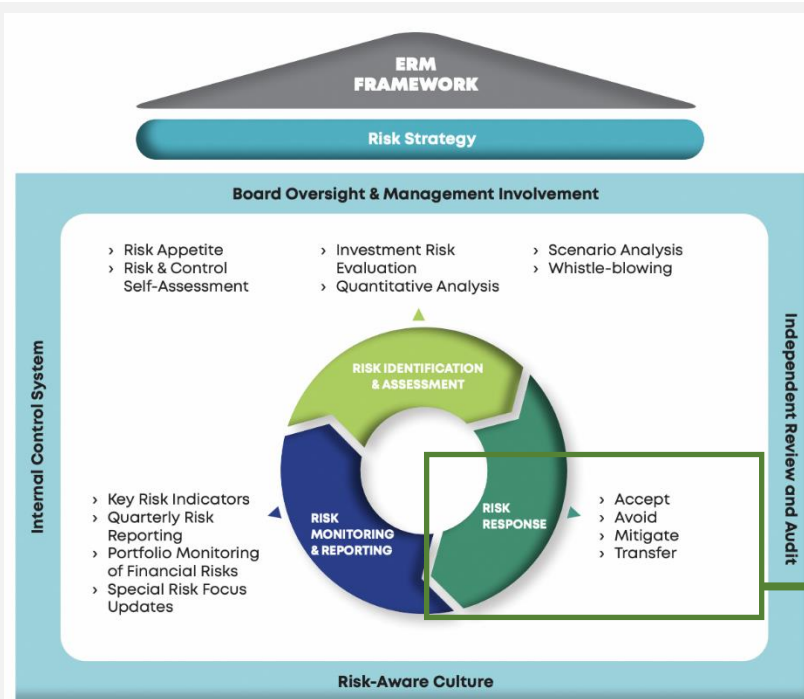 ERM
FRAMEWORK
Risk Strategy
Board Oversight & Management Involvement
› Risk Appetite
› Risk & Control
Self-Assessment
› Investment Risk
Evaluation
› Quantitative Analysis
› Scenario Analysis
› Whistle-blowing
Internal Control System
RISK IDENTIFICATION
& ASSESSMENT
› Key Risk Indicators
› Quarterly Risk
Reporting
› Portfolio Monitoring
of Financial Risks
› Special Risk Focus
Updates
RISK
MONITORING
& REPORTING
RISK
RESPONSE
› Accept
› Avoid
› Mitigate
› Transfer
Independent Review and Audit
Risk-Aware Culture